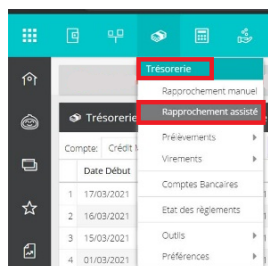 Trésorerie
Rapprochement manuel
Rapprochement assisté
Prélèvements
Virements
Comptes Bancaires
Etat des règlements
Outils
Préférences
Trésorerie
Compte: Crédit
Date Début
1 17/03/2021
2 16/03/2021
3 15/03/2021
4 01/03/2021